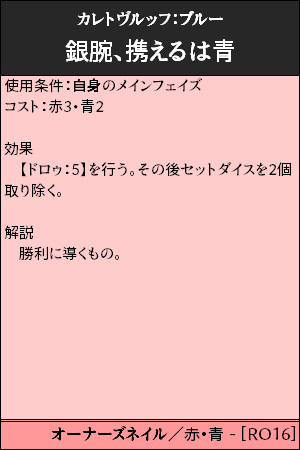 カレトヴルッフ：ブルー
銀腕、携えるは青
使用条件：自身のメインフェイズ
コスト：赤３・青２
効果
【ドロゥ：５】を行う。その後セットダイスを２個
取り除く。
解説
勝利に導くもの。
オーナーズネイル／赤・青 - [RO16]